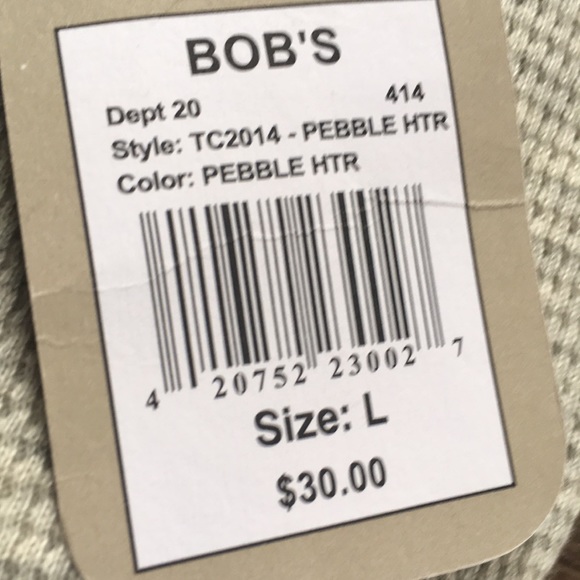 BOB'S
Dept 20 414
Style: TC2014 - PEBBLE HTR
Color: PEBBLE HTR
4 20752 23002 7
Size: L
$30.00